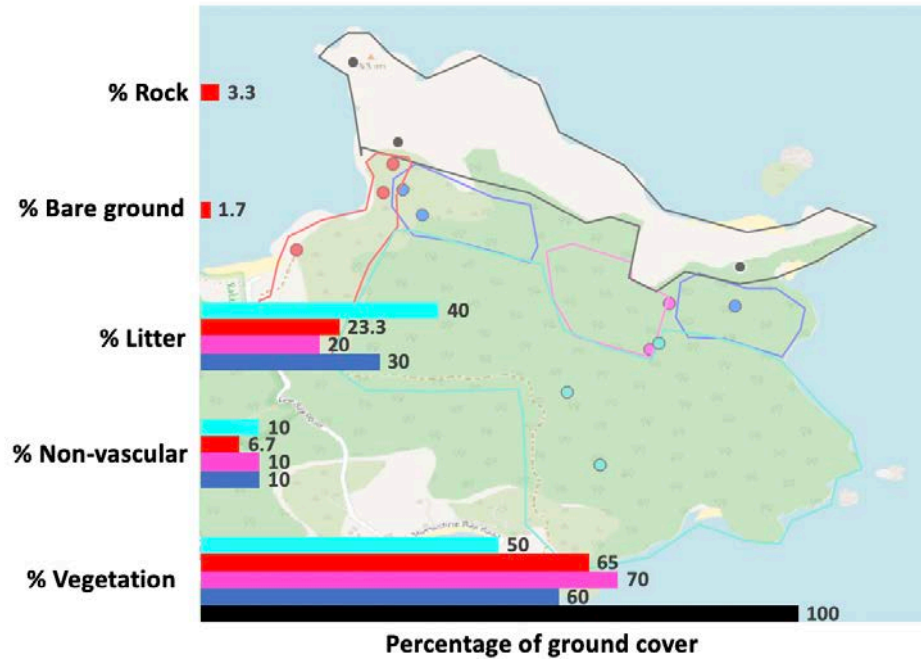 % Rock
3.3
% Bare ground
1.7
% Litter
40
23.3
20
30
% Non-vascular
10
6.7
10
10
% Vegetation
50
65
70
60
100
Percentage of ground cover